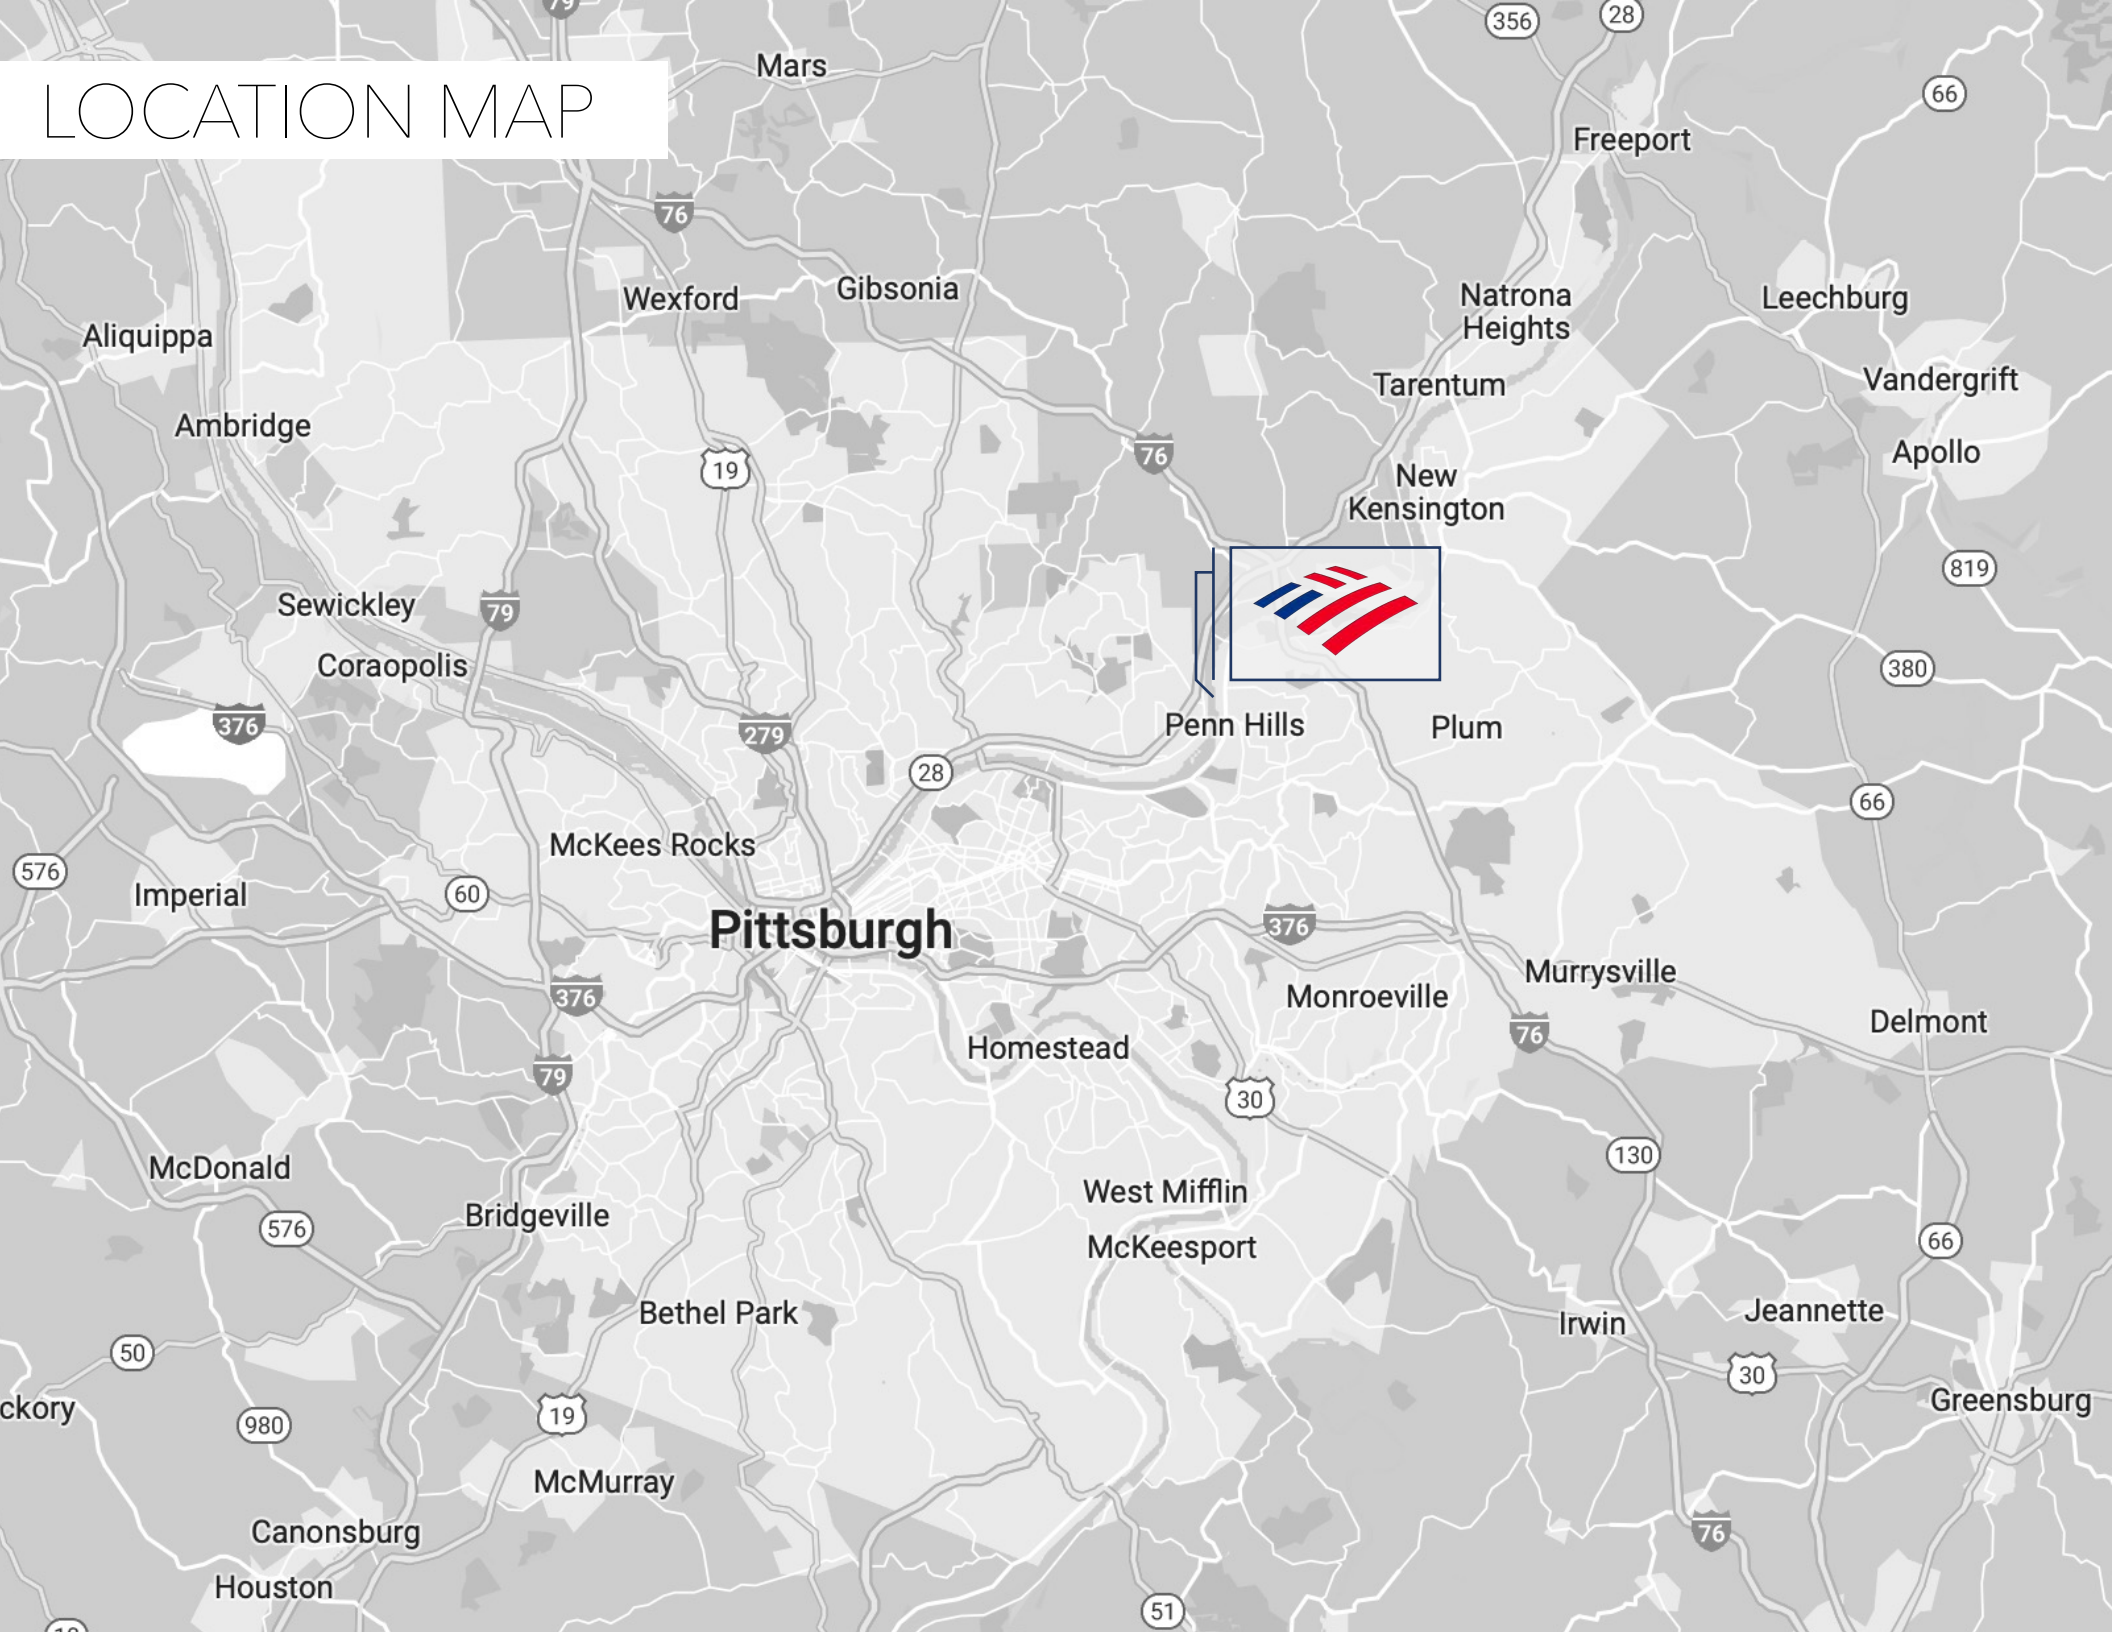 79
356
28
Mars
66
LOCATION MAP
Freeport
76
Wexford
Gibsonia
Natrona
Heights
Leechburg
Aliquippa
Tarentum
Vandergrift
Ambridge
76
Apollo
19
New
Kensington
819
Sewickley
79
Coraopolis
380
376
279
Penn Hills
Plum
28
66
McKees Rocks
576
Imperial
60
Pittsburgh
376
Murrysville
376
Monroeville
Delmont
76
Homestead
79
30
130
McDonald
West Mifflin
576
Bridgeville
McKeesport
66
Bethel Park
Irwin
Jeannette
50
30
ckory
980
19
Greensburg
McMurray
Canonsburg
76
Houston
51